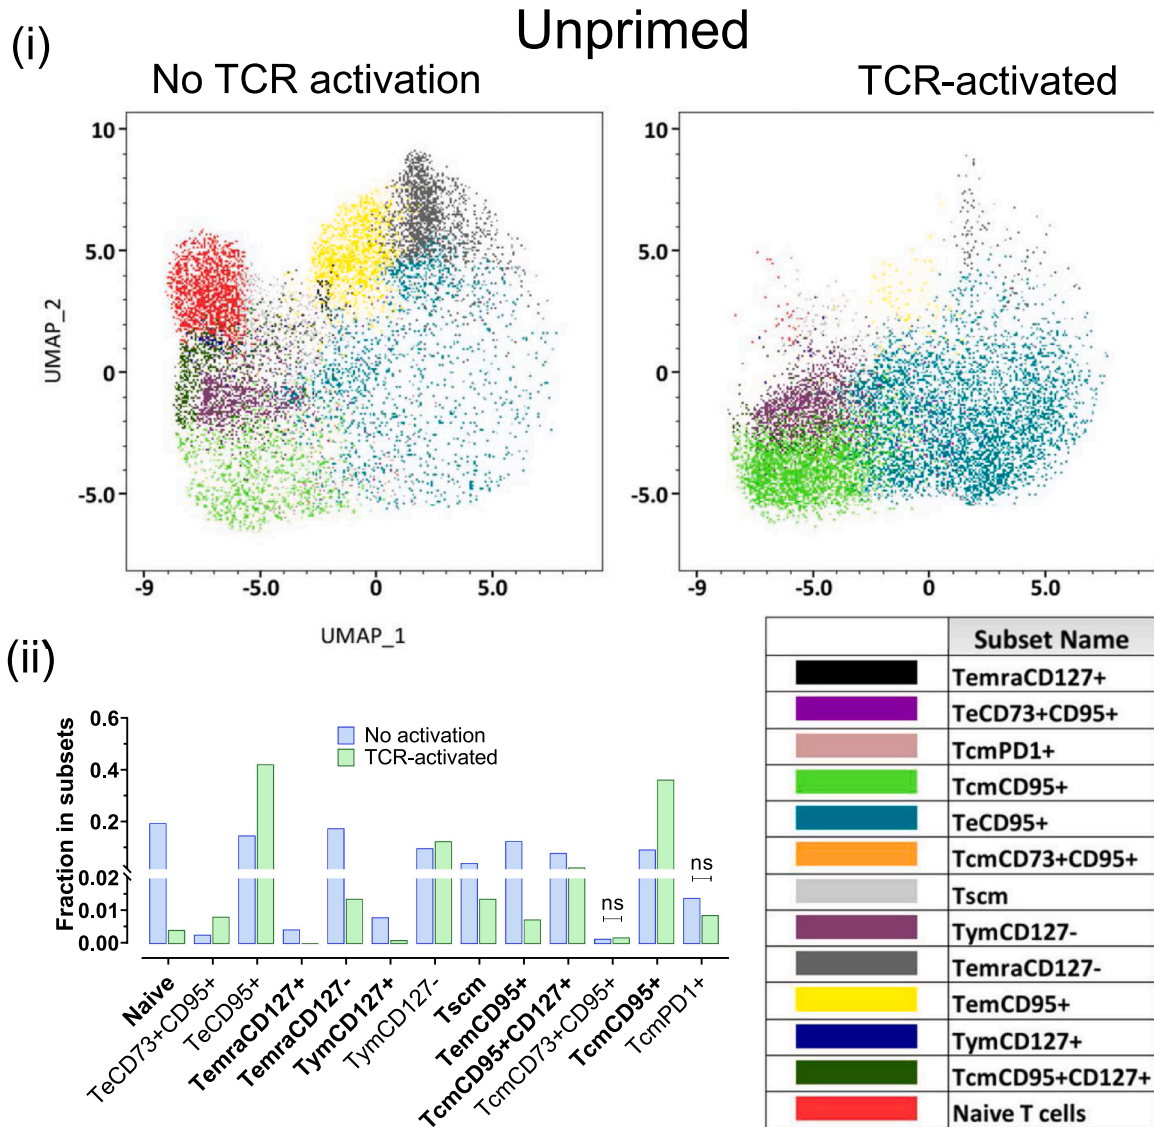 (i)
Unprimed
No TCR activation
TCR-activated
10
5.0
0
-5.0
UMAP_2
-9
-5.0
0
5.0
UMAP_1
10
5.0
0
-5.0
-9
-5.0
0
5.0
(ii)
Fraction in subsets
0.6
0.4
0.2
0.02
0.01
0.00
No activation
TCR-activated
ns
ns
Naive
TeCD73+CD95+
TeCD95+
TemraCD127+
TemraCD127-
TymCD127+
TymCD127-
Tscm
TemCD95+
TcmCD95+CD127+
TcmCD73+CD95+
TcmCD95+
TcmPD1+
Subset Name
TemraCD127+
TeCD73+CD95+
TcmPD1+
TcmCD95+
TeCD95+
TcmCD73+CD95+
Tscm
TymCD127-
TemraCD127-
TemCD95+
TymCD127+
TcmCD95+CD127+
Naive T cells